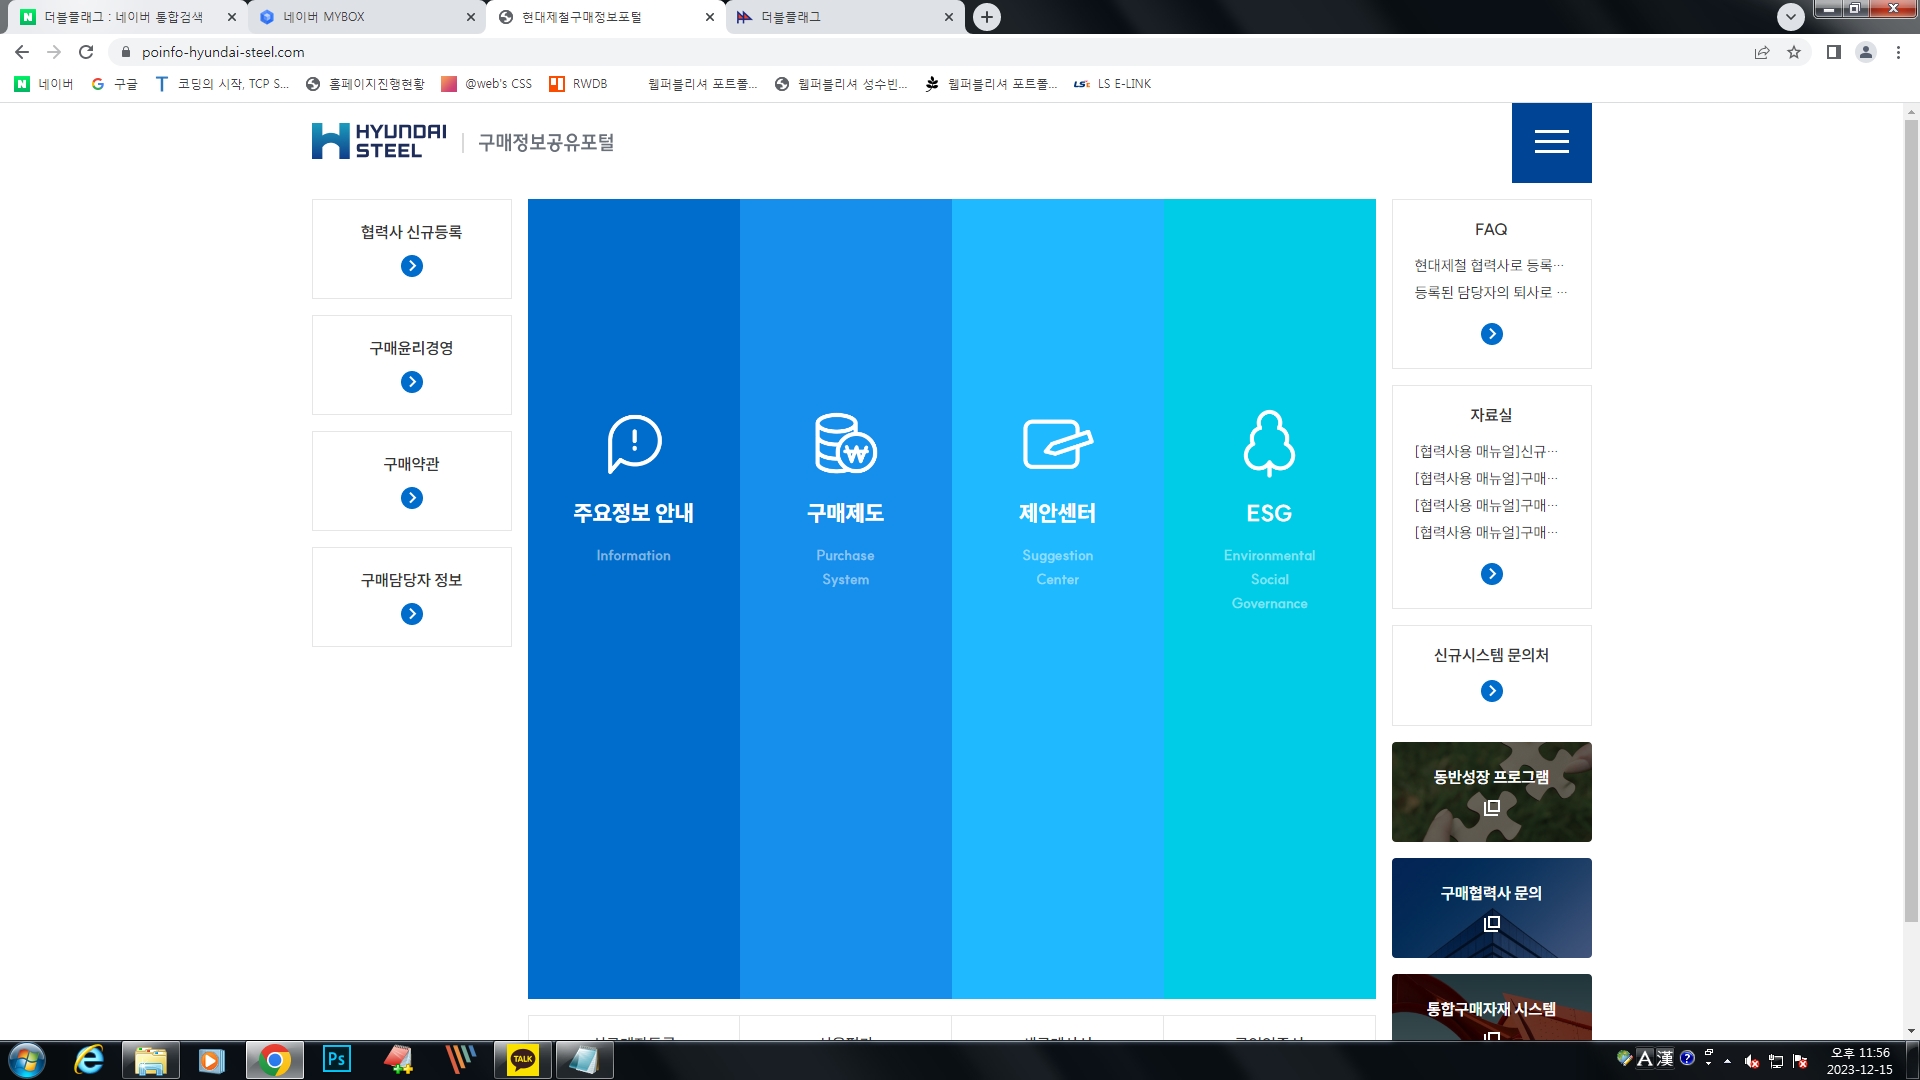 더블플래그 : 네이버 통합검색
네이버 MYBOX
현대제철구매정보포털
더블플래그
poinfo-hyundai-steel.com
네이버
구글
코딩의 시작, TCP S...
홈페이지진행현황
@web's CSS
RWDB
웹퍼블리셔 포트폴...
웹퍼블리셔 성수빈...
웹퍼블리셔 포트폴...
LS E-LINK
HYUNDAI
STEEL
구매정보공유포털
협력사 신규등록
구매윤리경영
구매약관
구매담당자 정보
주요정보 안내
Information
구매제도
Purchase
System
제안센터
Suggestion
Center
ESG
Environmental
Social
Governance
FAQ
현대제철 협력사로 등록···
등록된 담당자의 퇴사로 ···
자료실
[협력사용 매뉴얼]신규···
[협력사용 매뉴얼]구매···
[협력사용 매뉴얼]구매···
[협력사용 매뉴얼]구매···
신규시스템 문의처
동반성장 프로그램
구매협력사 문의
통합구매자재 시스템
Ps
TALK
A 漢
오후 11:56
2023-12-15